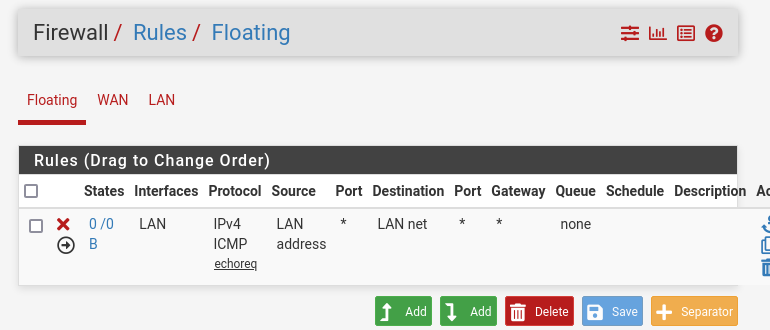 Firewall / Rules / Floating
Floating WAN LAN
Rules (Drag to Change Order)
States Interfaces Protocol Source Port Destination Port Gateway Queue Schedule Description Ac
0 /0 LAN IPv4 LAN * LAN net * * none
B ICMP address
echoreq
Add Add Delete Save Separator